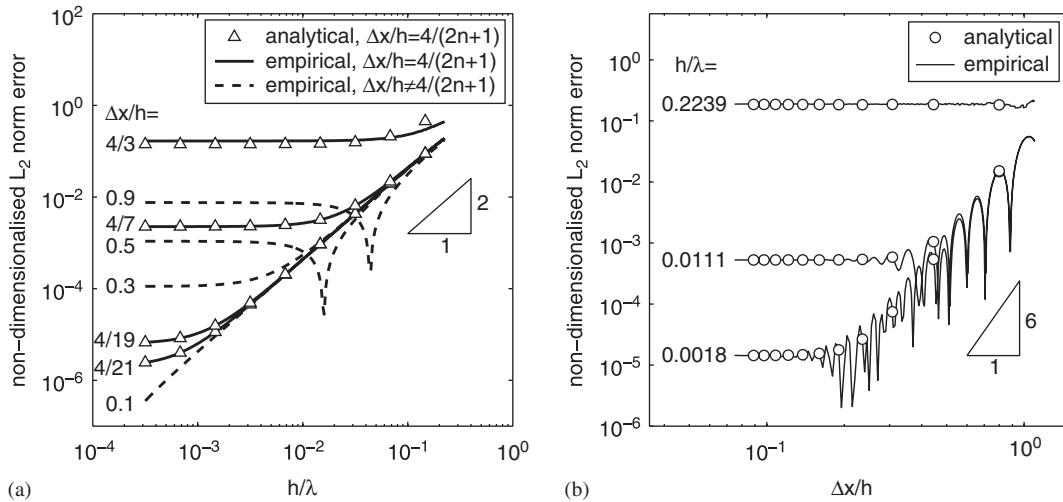 non-dimensionalised L₂ norm error
10⁰
10⁻²
10⁻⁴
10⁻⁶
10⁻⁴
10⁻³
10⁻²
10⁻¹
10⁰
h/λ
(a)
analytical, Δx/h=4/(2n+1)
empirical, Δx/h=4/(2n+1)
empirical, Δx/h≠4/(2n+1)
Δx/h=
4/3
0.9
4/7
0.5
0.3
4/19
4/21
0.1
2
1
non-dimensionalised L₂ norm error
10⁰
10⁻¹
10⁻²
10⁻³
10⁻⁴
10⁻⁵
10⁻⁶
10⁻¹
10⁰
Δx/h
(b)
analytical
empirical
h/λ=
0.2239
0.0111
0.0018
6
1